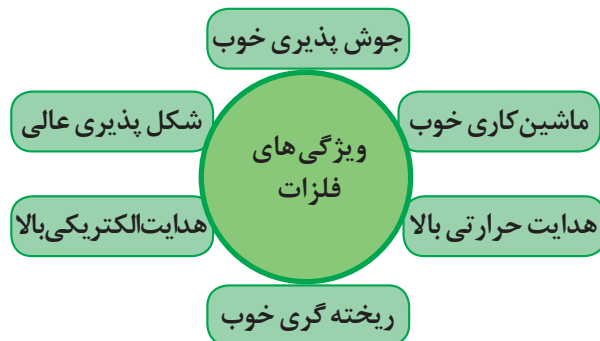 جوش پذیری خوب
ماشین‌کاری خوب
شکل پذیری عالی
ویژگی‌های
فلزات
هدایت حرارتی بالا
هدایت‌الکتریکی‌بالا
ریخته گری خوب